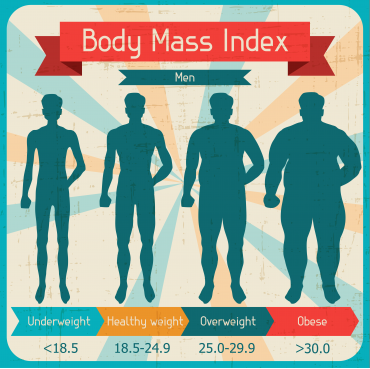 Body Mass Index
Men
Underweight Healthy weight Overweight Obese
<18.5 18.5-24.9 25.0-29.9 >30.0